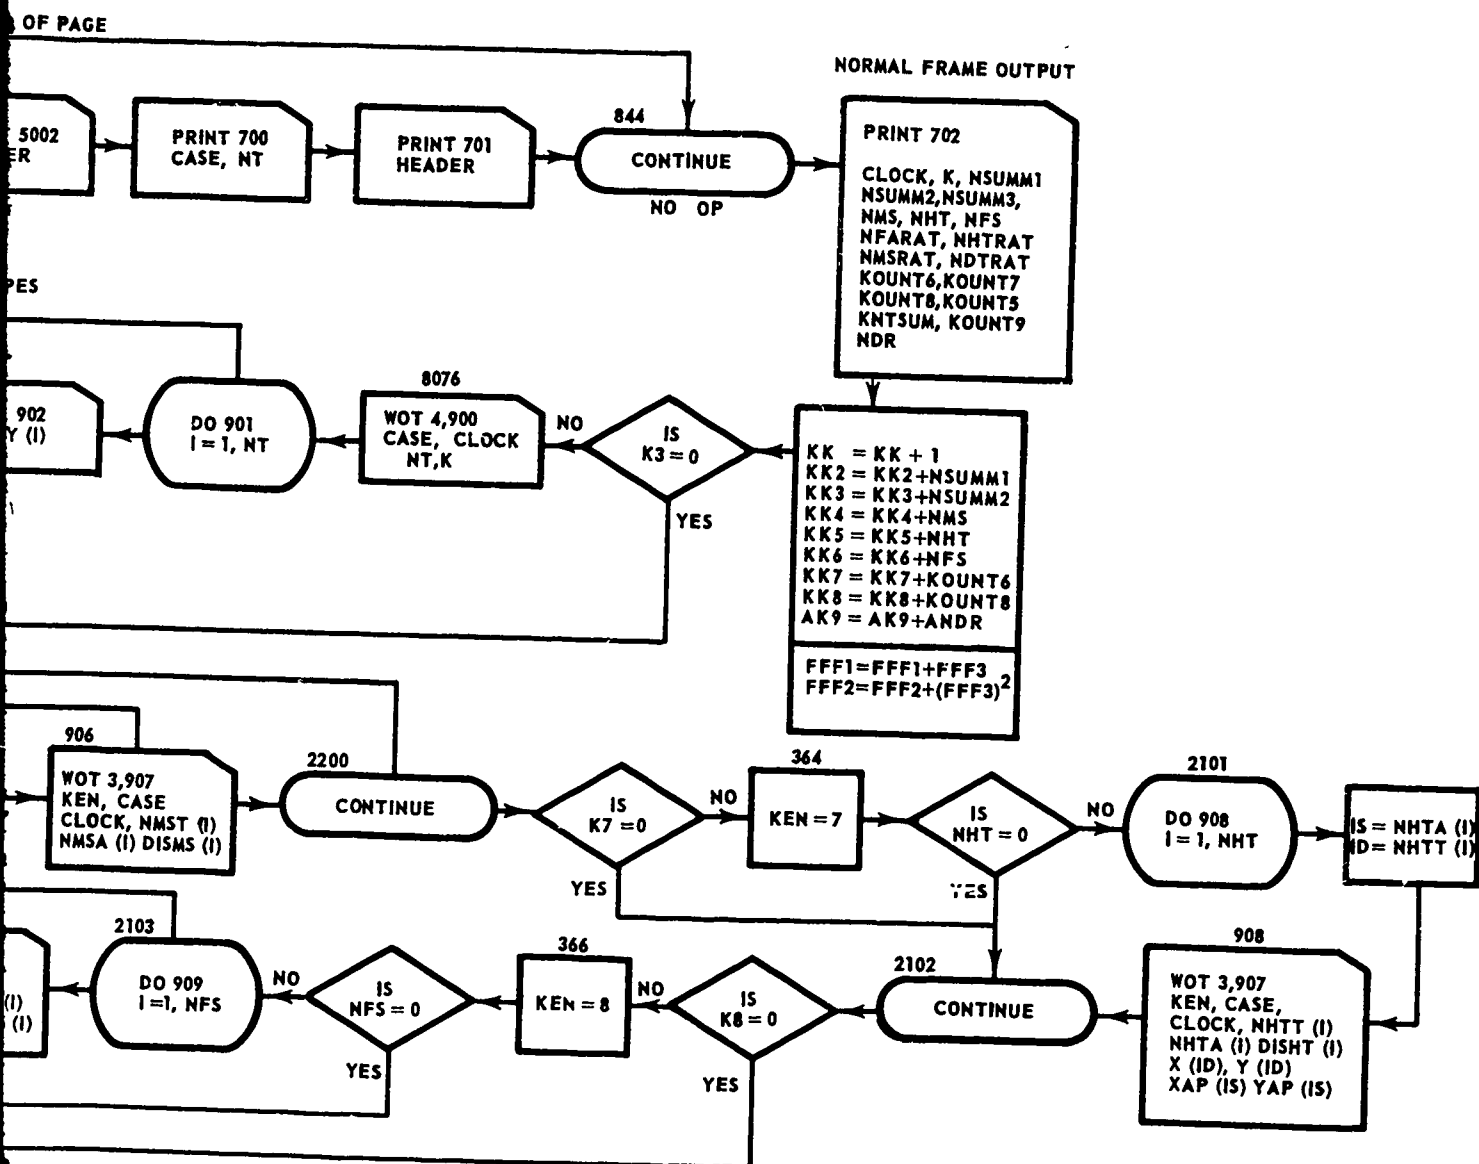 OF PAGE
NORMAL FRAME OUTPUT
5002
ER
PRINT 700
CASE, NT
PRINT 701
HEADER
844
CONTINUE
NO OP
PRINT 702
CLOCK, K, NSUMM1
NSUMM2,NSUMM3,
NMS, NHT, NFS
NFARAT, NHTRAT
NMSRAT, NDTRAT
KOUNT6,KOUNT7
KOUNT8,KOUNT5
KNTSUM, KOUNT9
NDR
PES
902
Y (I)
DO 901
I = 1, NT
8076
WOT 4,900
CASE, CLOCK
NT,K
NO
IS
K3 = 0
YES
KK = KK + 1
KK2 = KK2+NSUMM1
KK3 = KK3+NSUMM2
KK4 = KK4+NMS
KK5 = KK5+NHT
KK6 = KK6+NFS
KK7 = KK7+KOUNT6
KK8 = KK8+KOUNT8
AK9 = AK9+ANDR
FFF1=FFF1+FFF3
FFF2=FFF2+(FFF3)²
906
WOT 3,907
KEN, CASE
CLOCK, NMST (I)
NMSA (I) DISMS (I)
2200
CONTINUE
IS
K7 = 0
NO
YES
364
KEN = 7
IS
NHT = 0
NO
YES
2101
DO 908
I = 1, NHT
IS = NHTA (I)
ID= NHTT (I)
(I)
(I)
2103
DO 909
I =1, NFS
NO
IS
NFS = 0
YES
366
KEN = 8
NO
IS
K8 = 0
YES
2102
CONTINUE
908
WOT 3,907
KEN, CASE,
CLOCK, NHTT (I)
NHTA (I) DISHT (I)
X (ID), Y (ID)
XAP (IS) YAP (IS)